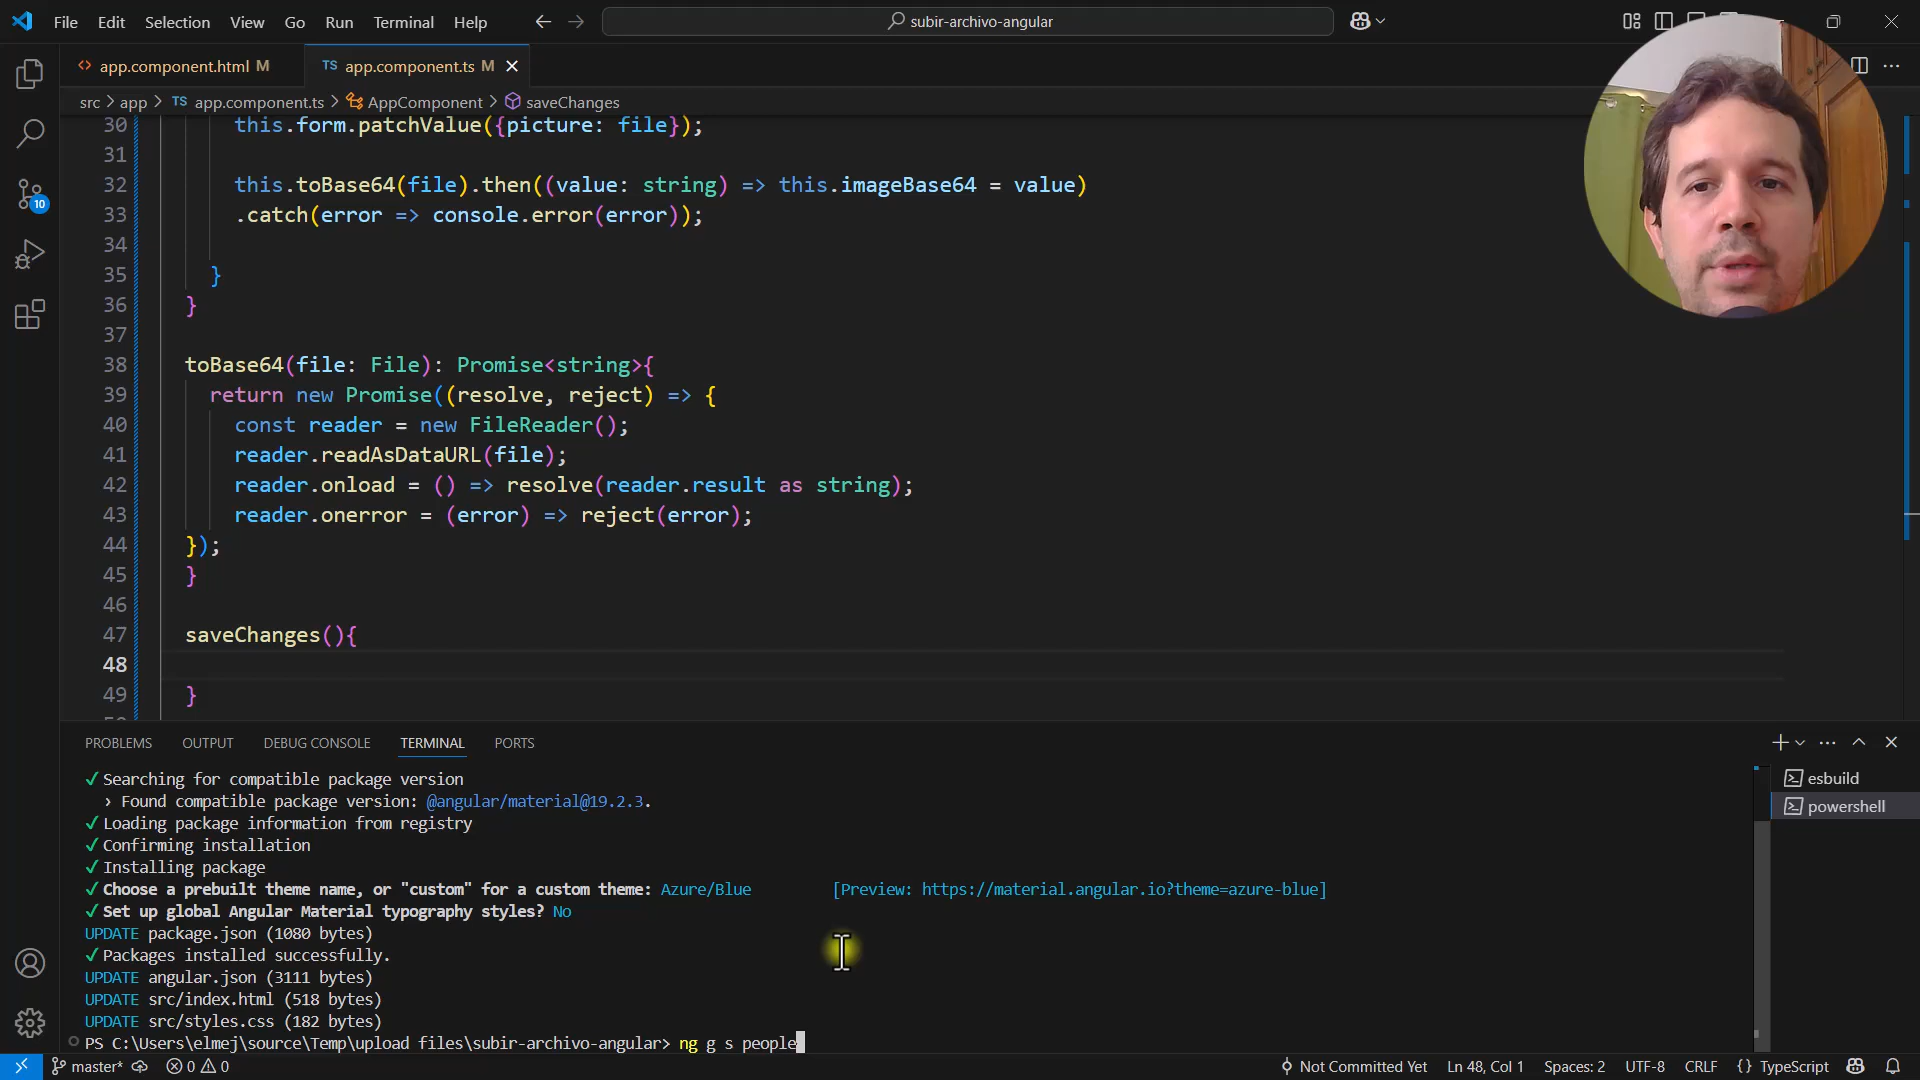 File Edit Selection View Go Run Terminal Help
subir-archivo-angular
<> app.component.html M
TS app.component.ts M
src > app > TS app.component.ts > AppComponent > saveChanges
30 this.form.patchValue({picture: file});
31
32 this.toBase64(file).then((value: string) => this.imageBase64 = value)
33 .catch(error => console.error(error));
34
35 }
36 }
37
38 toBase64(file: File): Promise<string>{
39 return new Promise((resolve, reject) => {
40 const reader = new FileReader();
41 reader.readAsDataURL(file);
42 reader.onload = () => resolve(reader.result as string);
43 reader.onerror = (error) => reject(error);
44 });
45 }
46
47 saveChanges(){
48
49 }
10
PROBLEMS OUTPUT DEBUG CONSOLE TERMINAL PORTS
✓ Searching for compatible package version
› Found compatible package version: @angular/material@19.2.3.
✓ Loading package information from registry
✓ Confirming installation
✓ Installing package
✓ Choose a prebuilt theme name, or "custom" for a custom theme: Azure/Blue [Preview: https://material.angular.io?theme=azure-blue]
✓ Set up global Angular Material typography styles? No
UPDATE package.json (1080 bytes)
✓ Packages installed successfully.
UPDATE angular.json (3111 bytes)
UPDATE src/index.html (518 bytes)
UPDATE src/styles.css (182 bytes)
PS C:\Users\elmej\source\Temp\upload files\subir-archivo-angular> ng g s people
esbuild
powershell
master* 0 0 Not Committed Yet Ln 48, Col 1 Spaces: 2 UTF-8 CRLF {} TypeScript